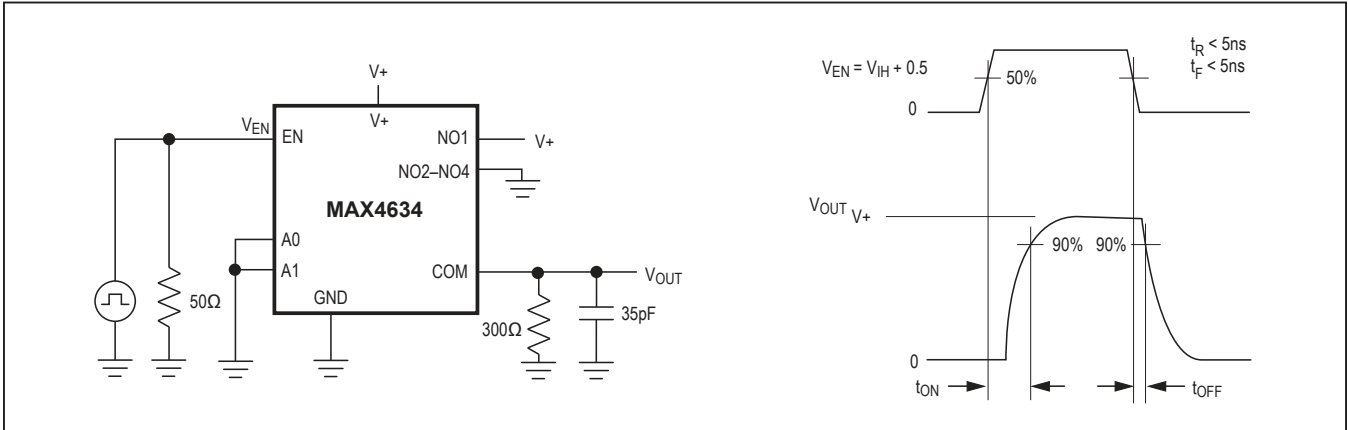 V+
V+
V_EN
EN
NO1
V+
NO2–NO4
MAX4634
A0
A1
COM
V_OUT
GND
50Ω
300Ω
35pF
t_R < 5ns
t_F < 5ns
V_EN = V_IH + 0.5
50%
0
V_OUT V+
90% 90%
0
t_ON
t_OFF